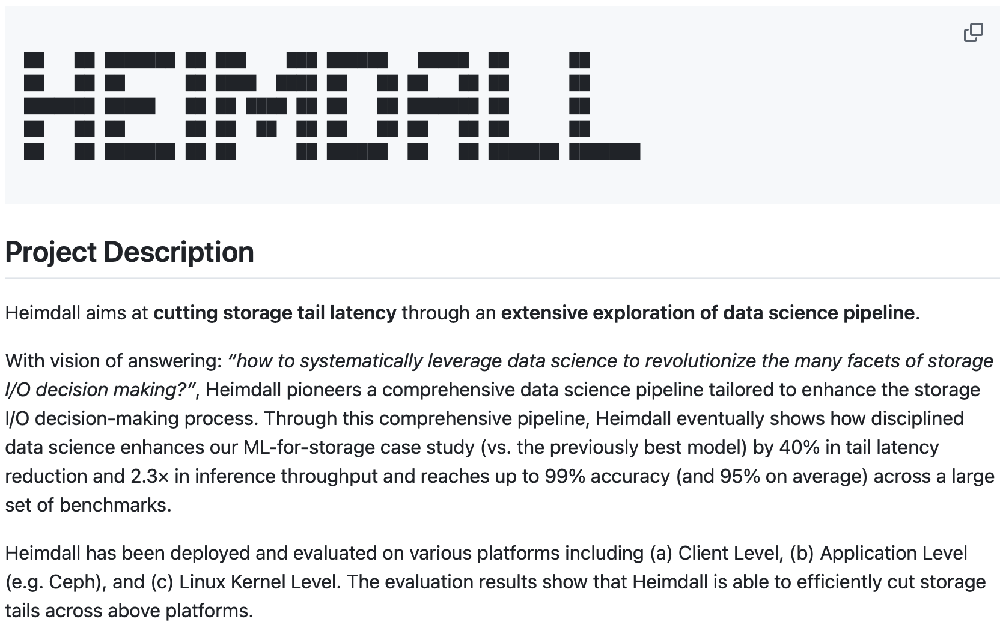 HEIMDALL
Project Description
Heimdall aims at cutting storage tail latency through an extensive exploration of data science pipeline.
With vision of answering: “how to systematically leverage data science to revolutionize the many facets of storage
I/O decision making?”, Heimdall pioneers a comprehensive data science pipeline tailored to enhance the storage
I/O decision-making process. Through this comprehensive pipeline, Heimdall eventually shows how disciplined
data science enhances our ML-for-storage case study (vs. the previously best model) by 40% in tail latency
reduction and 2.3× in inference throughput and reaches up to 99% accuracy (and 95% on average) across a large
set of benchmarks.
Heimdall has been deployed and evaluated on various platforms including (a) Client Level, (b) Application Level
(e.g. Ceph), and (c) Linux Kernel Level. The evaluation results show that Heimdall is able to efficiently cut storage
tails across above platforms.